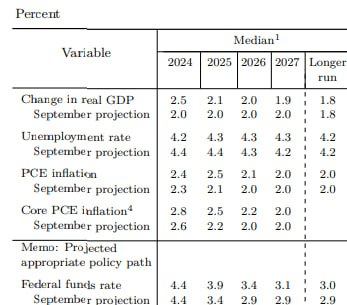 Percent
Variable
Median1
2024 2025 2026 2027 Longer run
Change in real GDP 2.5 2.1 2.0 1.9 1.8
September projection 2.0 2.0 2.0 2.0 1.8
Unemployment rate 4.2 4.3 4.3 4.3 4.2
September projection 4.4 4.4 4.3 4.2 4.2
PCE inflation 2.4 2.5 2.1 2.0 2.0
September projection 2.3 2.1 2.0 2.0 2.0
Core PCE inflation4 2.8 2.5 2.2 2.0
September projection 2.6 2.2 2.0 2.0
Memo: Projected
appropriate policy path
Federal funds rate 4.4 3.9 3.4 3.1 3.0
September projection 4.4 3.4 2.9 2.9 2.9